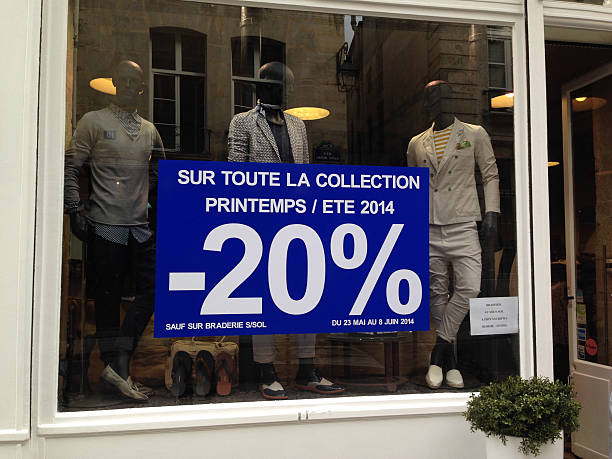 SUR TOUTE LA COLLECTION
PRINTEMPS / ETE 2014
-20%
SAUF SUR BRADERIE S/SOL
DU 23 MAI AU 8 JUIN 2014